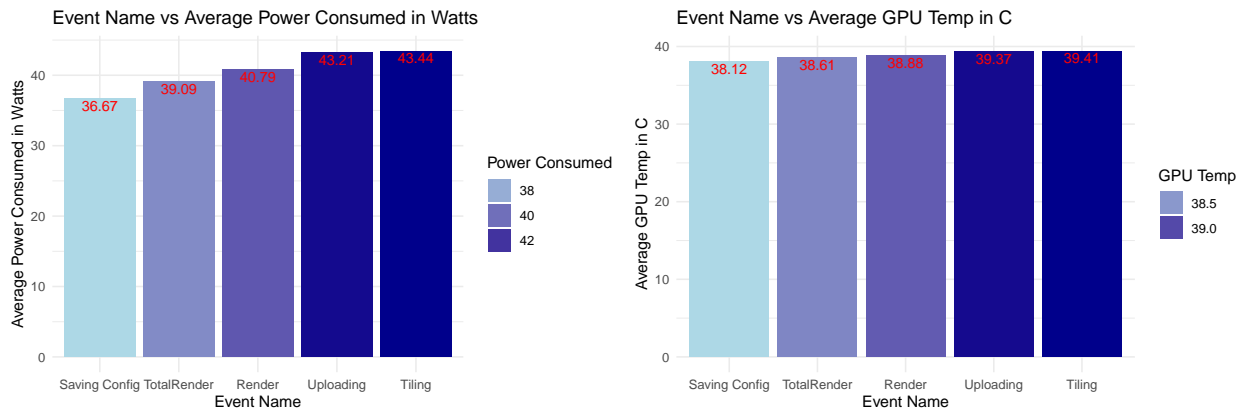 Event Name vs Average Power Consumed in Watts
Average Power Consumed in Watts
40
30
20
10
0
36.67
39.09
40.79
43.21
43.44
Saving Config TotalRender Render Uploading Tiling
Event Name
Power Consumed
38
40
42
Event Name vs Average GPU Temp in C
Average GPU Temp in C
40
30
20
10
0
38.12
38.61
38.88
39.37
39.41
Saving Config TotalRender Render Uploading Tiling
Event Name
GPU Temp
38.5
39.0